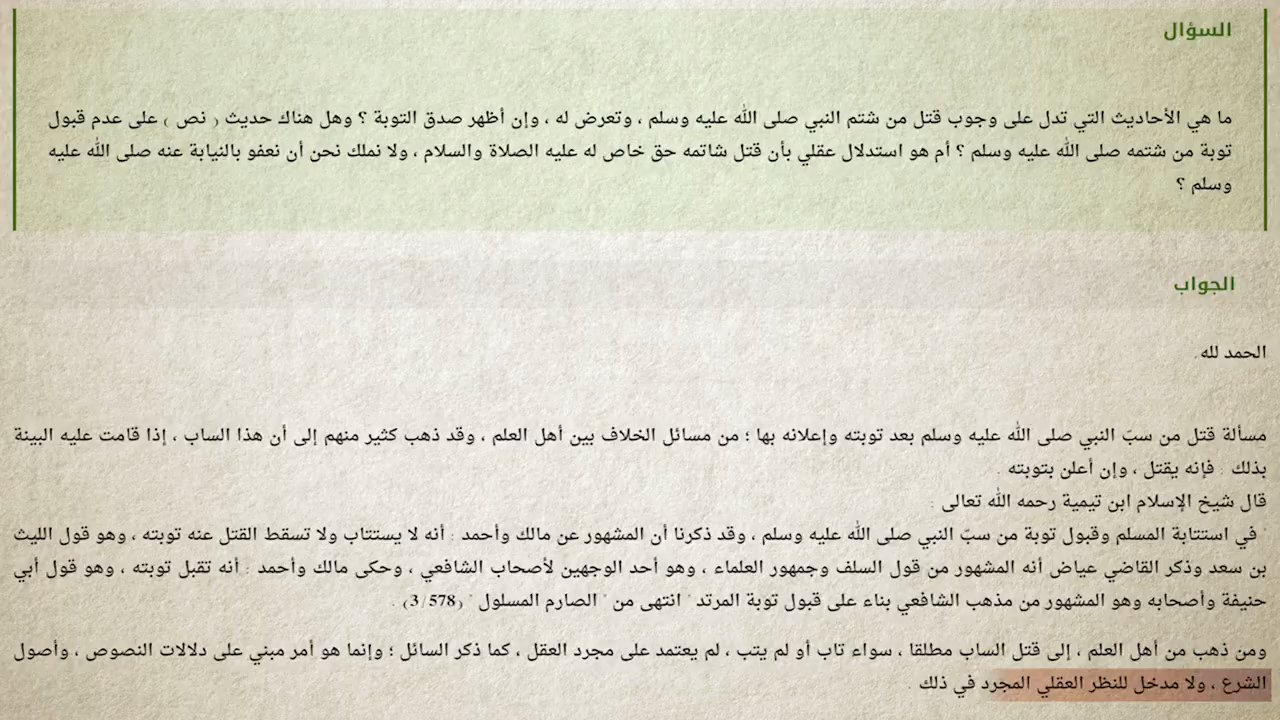 السؤال
ما هي الأحاديث التي تدل على وجوب قتل من شتم النبي صلى الله عليه وسلم ، وتعرض له ، وإن أظهر صدق التوبة ؟ وهل هناك حديث ( نص ) على عدم قبول
توبة من شتمه صلى الله عليه وسلم ؟ أم هو استدلال عقلي بأن قتل شاتمه حق خاص له عليه الصلاة والسلام ، ولا نملك نحن أن نعفو بالنيابة عنه صلى الله عليه
وسلم ؟
الجواب
الحمد لله.
مسألة قتل من سبّ النبي صلى الله عليه وسلم بعد توبته وإعلانه بها ؛ من مسائل الخلاف بين أهل العلم ، وقد ذهب كثير منهم إلى أن هذا الساب ، إذا قامت عليه البينة
بذلك : فإنه يقتل ، وإن أعلن بتوبته .
قال شيخ الإسلام ابن تيمية رحمه الله تعالى :
" في استتابة المسلم وقبول توبة من سبّ النبي صلى الله عليه وسلم ، وقد ذكرنا أن المشهور عن مالك وأحمد : أنه لا يستتاب ولا تسقط القتل عنه توبته ، وهو قول الليث
بن سعد وذكر القاضي عياض أنه المشهور من قول السلف وجمهور العلماء ، وهو أحد الوجهين لأصحاب الشافعي ، وحكى مالك وأحمد : أنه تقبل توبته ، وهو قول أبي
حنيفة وأصحابه وهو المشهور من مذهب الشافعي بناء على قبول توبة المرتد " انتهى من " الصارم المسلول " (3/578) .
ومن ذهب من أهل العلم ، إلى قتل الساب مطلقا ، سواء تاب أو لم يتب ، لم يعتمد على مجرد العقل ، كما ذكر السائل ؛ وإنما هو أمر مبني على دلالات النصوص ، وأصول
الشرع ، ولا مدخل للنظر العقلي المجرد في ذلك .